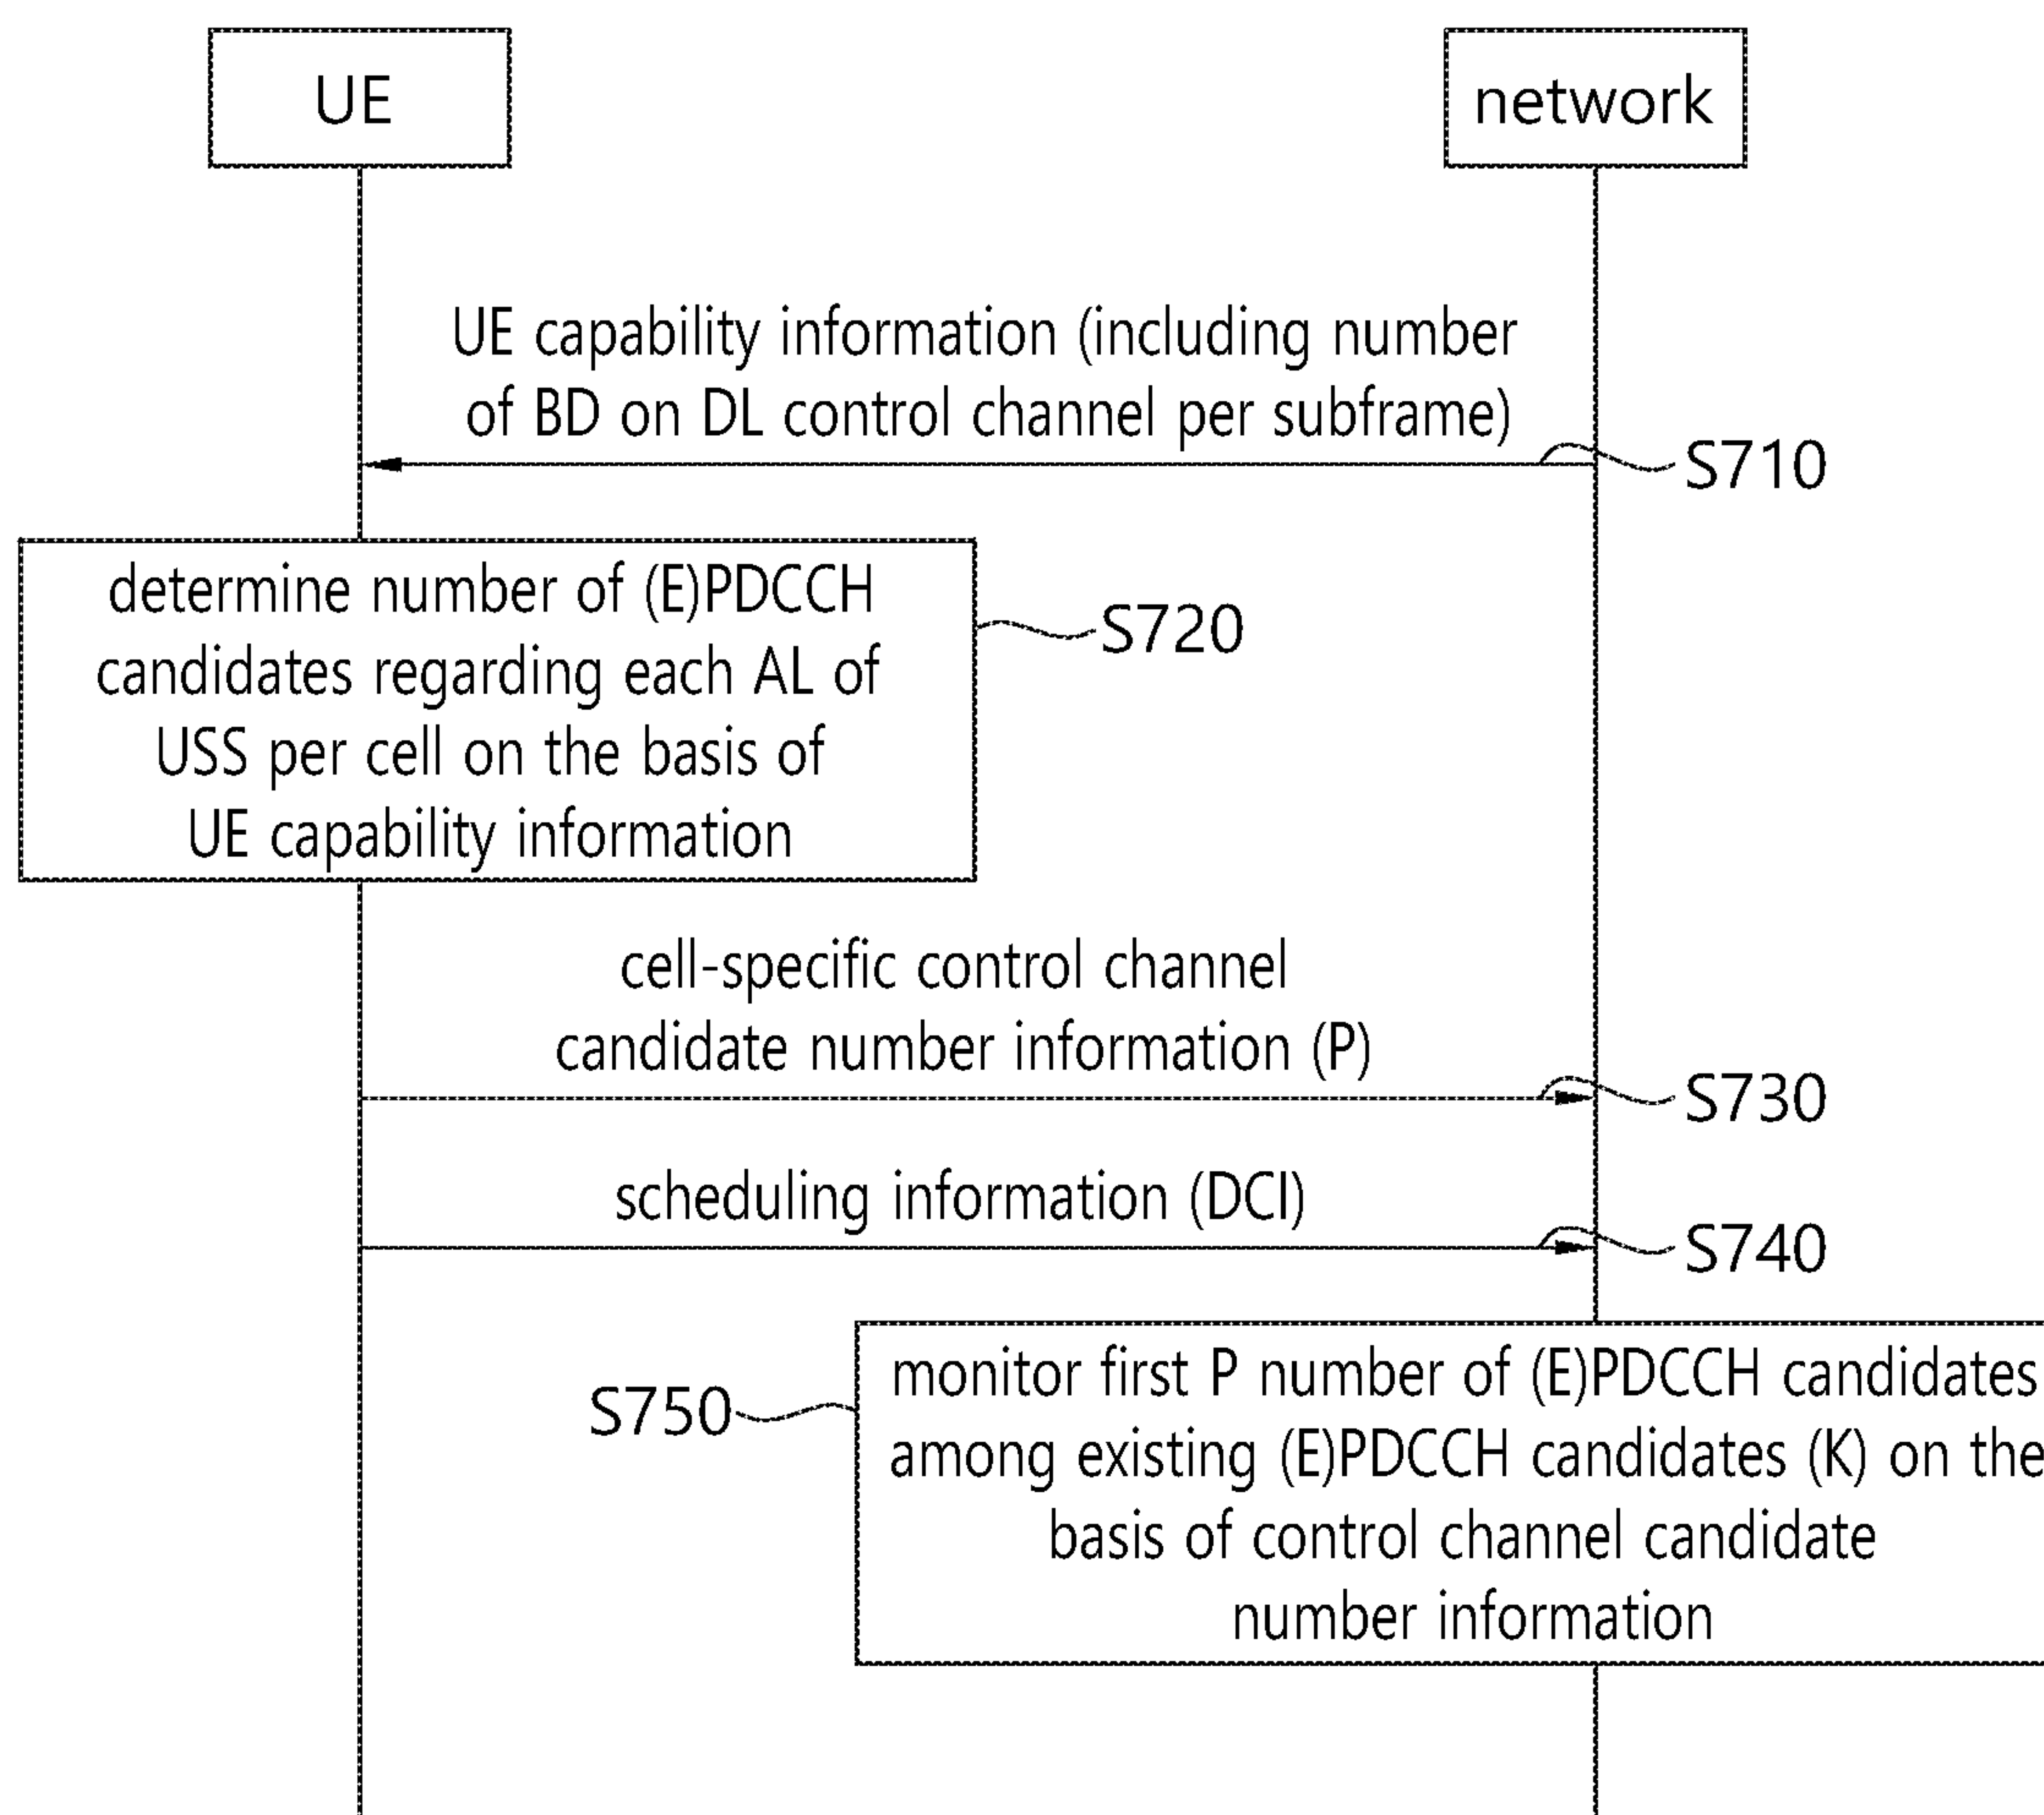 UE
network
UE capability information (including number
of BD on DL control channel per subframe)
S710
determine number of (E)PDCCH
candidates regarding each AL of
USS per cell on the basis of
UE capability information
S720
cell-specific control channel
candidate number information (P)
S730
scheduling information (DCI)
S740
S750
monitor first P number of (E)PDCCH candidates
among existing (E)PDCCH candidates (K) on the
basis of control channel candidate
number information